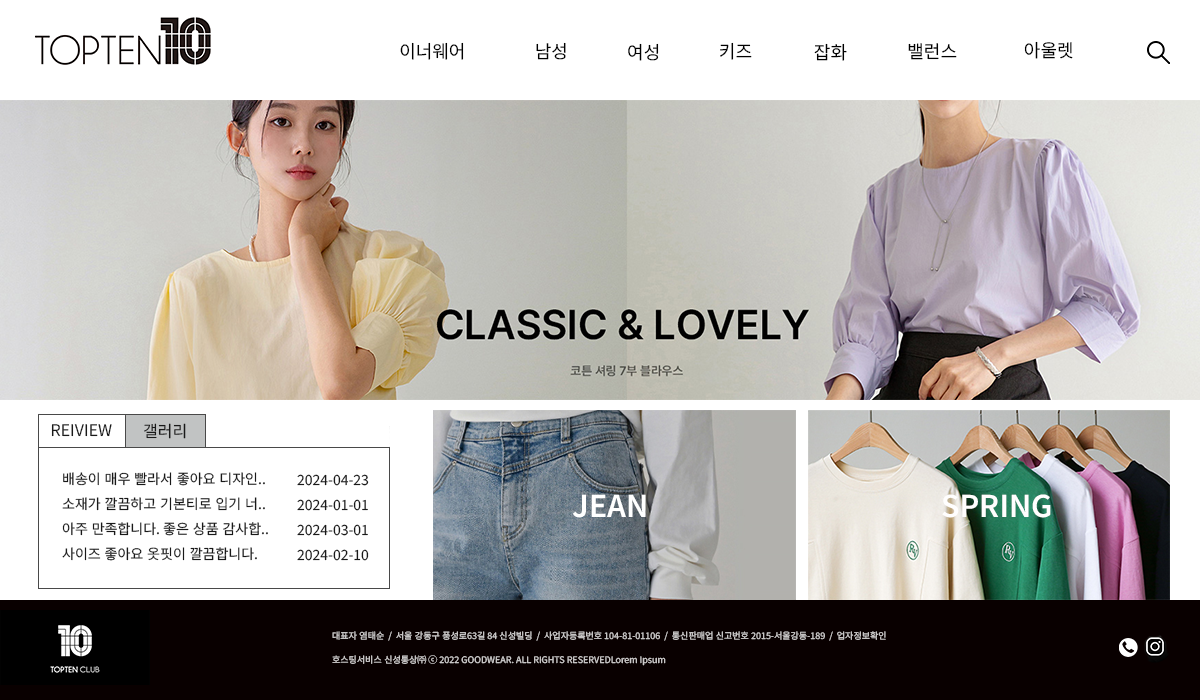 TOPTEN10
이너웨어 남성 여성 키즈 잡화 밸런스 아울렛
CLASSIC & LOVELY
코튼 셔링 7부 블라우스
REIVIEW 갤러리
배송이 매우 빨라서 좋아요 디자인.. 2024-04-23
소재가 깔끔하고 기본티로 입기 너.. 2024-01-01
아주 만족합니다. 좋은 상품 감사합.. 2024-03-01
사이즈 좋아요 옷핏이 깔끔합니다. 2024-02-10
JEAN
SPRING
10
TOPTEN CLUB
대표자 염태순 / 서울 강동구 풍성로63길 84 신성빌딩 / 사업자등록번호 104-81-01106 / 통신판매업 신고번호 2015-서울강동-189 / 업자정보확인
호스팅서비스 신성통상㈜ ⓒ 2022 GOODWEAR. ALL RIGHTS RESERVEDLorem Ipsum